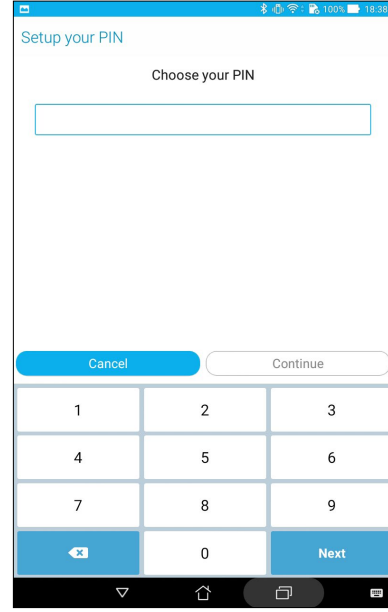 100% 18:38
Setup your PIN
Choose your PIN
Cancel Continue
1 2 3
4 5 6
7 8 9
0 Next